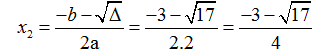 x₂ = (-b - √Δ)/2a = (-3 - √17)/2.2 = (-3 - √17)/4